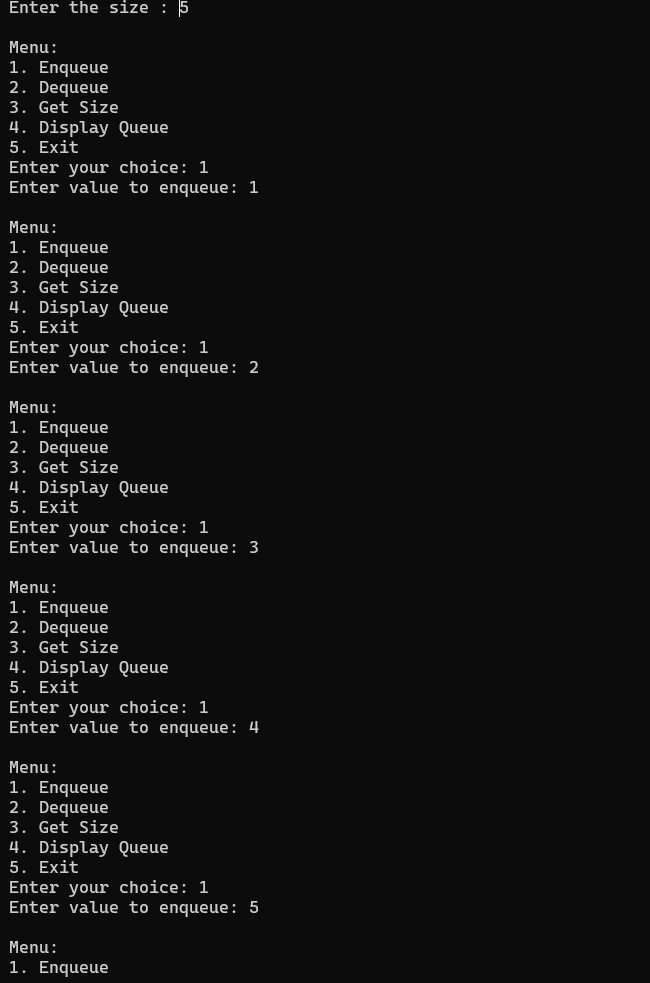 Enter the size : 5
Menu:
1. Enqueue
2. Dequeue
3. Get Size
4. Display Queue
5. Exit
Enter your choice: 1
Enter value to enqueue: 1
Menu:
1. Enqueue
2. Dequeue
3. Get Size
4. Display Queue
5. Exit
Enter your choice: 1
Enter value to enqueue: 2
Menu:
1. Enqueue
2. Dequeue
3. Get Size
4. Display Queue
5. Exit
Enter your choice: 1
Enter value to enqueue: 3
Menu:
1. Enqueue
2. Dequeue
3. Get Size
4. Display Queue
5. Exit
Enter your choice: 1
Enter value to enqueue: 4
Menu:
1. Enqueue
2. Dequeue
3. Get Size
4. Display Queue
5. Exit
Enter your choice: 1
Enter value to enqueue: 5
Menu:
1. Enqueue